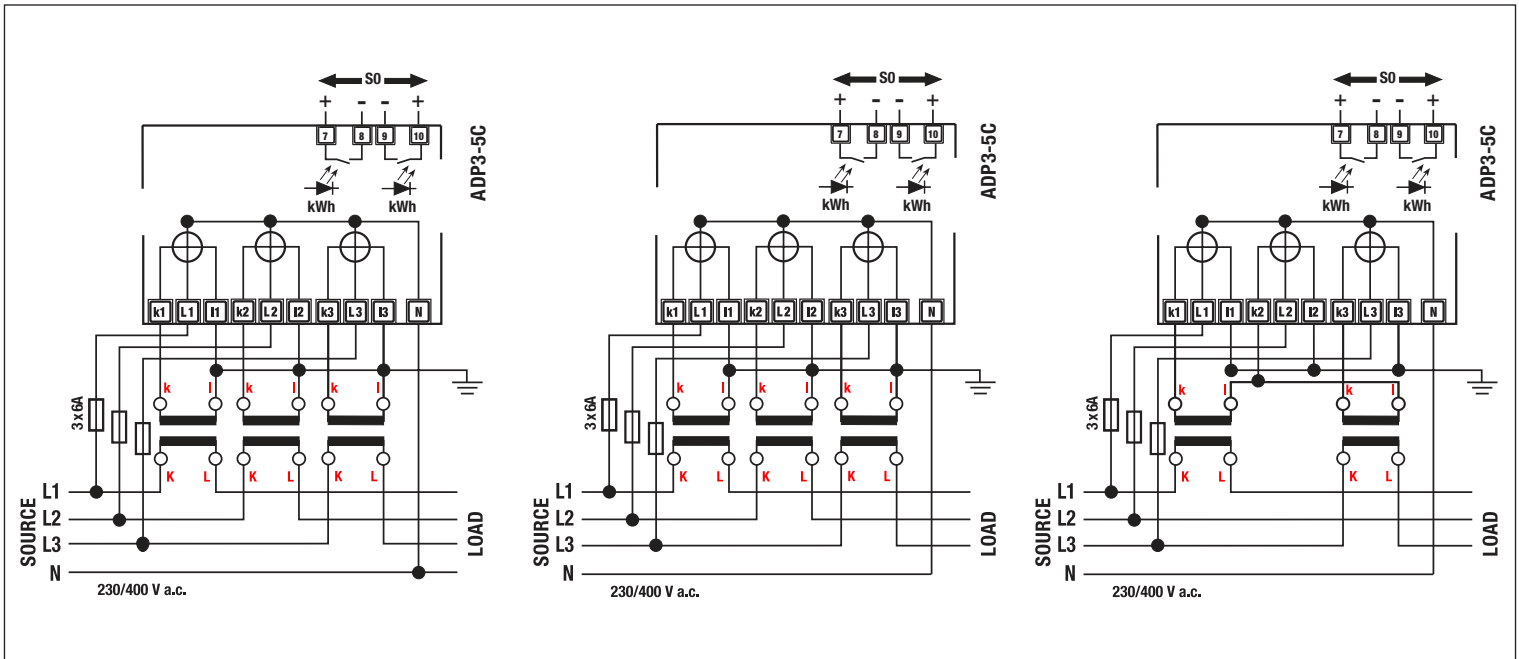 S0
+ - - +
7 8 9 10
kWh kWh
ADP3-5C
k1 L1 l1 k2 L2 l2 k3 L3 l3 N
k l k l k l
3x6A
K L K L K L
L1
L2
L3
N
SOURCE
LOAD
230/400 V a.c.
S0
+ - - +
7 8 9 10
kWh kWh
ADP3-5C
k1 L1 l1 k2 L2 l2 k3 L3 l3 N
k l k l k l
3x6A
K L K L K L
L1
L2
L3
N
SOURCE
LOAD
230/400 V a.c.
S0
+ - - +
7 8 9 10
kWh kWh
ADP3-5C
k1 L1 l1 k2 L2 l2 k3 L3 l3 N
k l k l
3x6A
K L K L
L1
L2
L3
N
SOURCE
LOAD
230/400 V a.c.